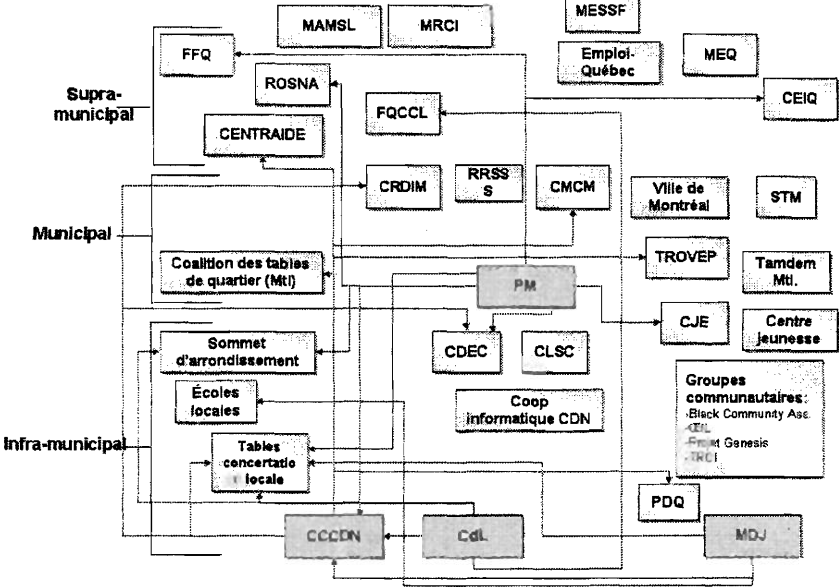 MESSF
MAMSL
MRCI
FFQ
Emploi-
Québec
MEQ
ROSNA
CEIQ
Supra-
municipal
FQCCL
CENTRAIDE
CRDIM
RRSS
S
CMCM
Ville de
Montréal
STM
Municipal
Coalition des tables
de quartier (Mtl)
TROVEP
Tamdem
Mtl.
PM
CJE
Centre
jeunesse
Sommet
d'arrondissement
CDEC
CLSC
Groupes
communautaires:
-Black Community Ass.
-Projet Genesis
Écoles
locales
Coop
informatique CDN
Infra-municipal
Tables
concertatio
n locale
PDQ
CCCDN
CdL
MDJ